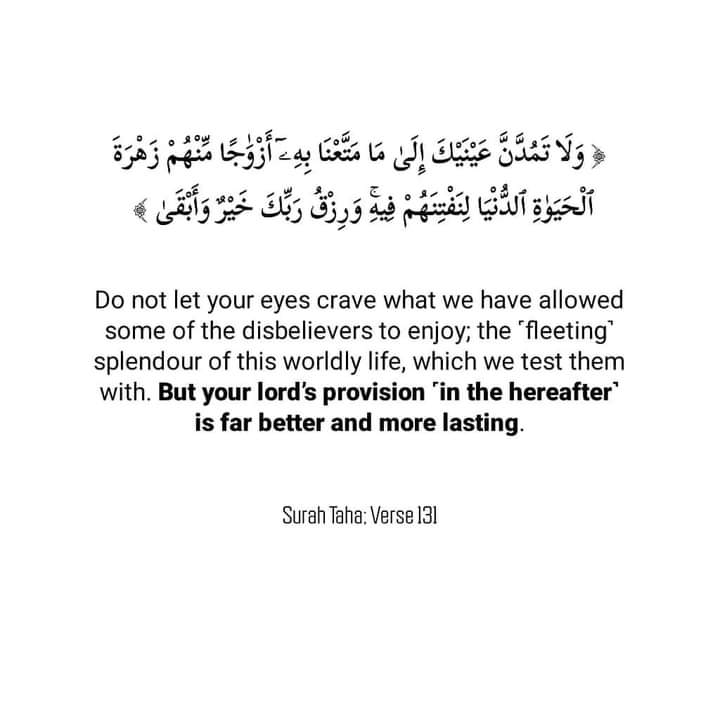 ﴿ وَلَا تَمُدَّنَّ عَيْنَيْكَ إِلَىٰ مَا مَتَّعْنَا بِهِۦٓ أَزْوَٰجًا مِّنْهُمْ زَهْرَةَ
ٱلْحَيَوٰةِ ٱلدُّنْيَا لِنَفْتِنَهُمْ فِيهِ ۚ وَرِزْقُ رَبِّكَ خَيْرٌ وَأَبْقَىٰ ﴾
Do not let your eyes crave what we have allowed
some of the disbelievers to enjoy; the ˹fleeting˺
splendour of this worldly life, which we test them
with. But your lord’s provision ˹in the hereafter˺
is far better and more lasting.
Surah Taha; Verse 131